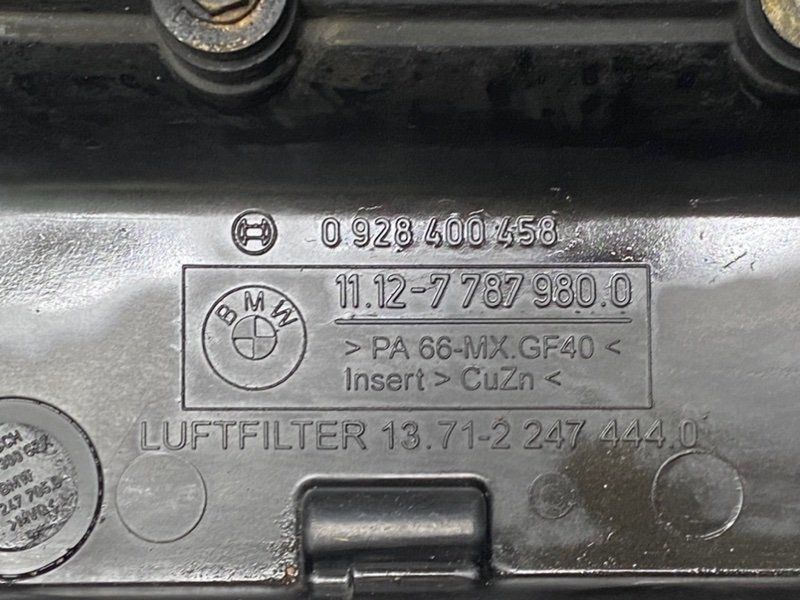 0 928 400 458
BMW
11.12-7 787 980.0
> PA 66-MX.GF40 <
Insert > CuZn <
LUFTFILTER 13.71-2 247 444.0
BMW